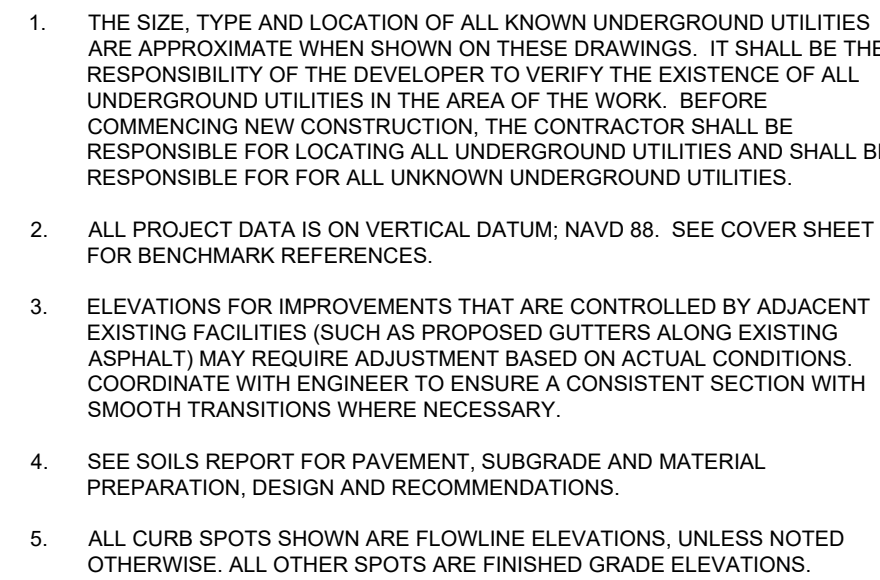 1. THE SIZE, TYPE AND LOCATION OF ALL KNOWN UNDERGROUND UTILITIES
ARE APPROXIMATE WHEN SHOWN ON THESE DRAWINGS. IT SHALL BE THE
RESPONSIBILITY OF THE DEVELOPER TO VERIFY THE EXISTENCE OF ALL
UNDERGROUND UTILITIES IN THE AREA OF THE WORK. BEFORE
COMMENCING NEW CONSTRUCTION, THE CONTRACTOR SHALL BE
RESPONSIBLE FOR LOCATING ALL UNDERGROUND UTILITIES AND SHALL BE
RESPONSIBLE FOR FOR ALL UNKNOWN UNDERGROUND UTILITIES.
2. ALL PROJECT DATA IS ON VERTICAL DATUM; NAVD 88. SEE COVER SHEET
FOR BENCHMARK REFERENCES.
3. ELEVATIONS FOR IMPROVEMENTS THAT ARE CONTROLLED BY ADJACENT
EXISTING FACILITIES (SUCH AS PROPOSED GUTTERS ALONG EXISTING
ASPHALT) MAY REQUIRE ADJUSTMENT BASED ON ACTUAL CONDITIONS.
COORDINATE WITH ENGINEER TO ENSURE A CONSISTENT SECTION WITH
SMOOTH TRANSITIONS WHERE NECESSARY.
4. SEE SOILS REPORT FOR PAVEMENT, SUBGRADE AND MATERIAL
PREPARATION, DESIGN AND RECOMMENDATIONS.
5. ALL CURB SPOTS SHOWN ARE FLOWLINE ELEVATIONS, UNLESS NOTED
OTHERWISE. ALL OTHER SPOTS ARE FINISHED GRADE ELEVATIONS.